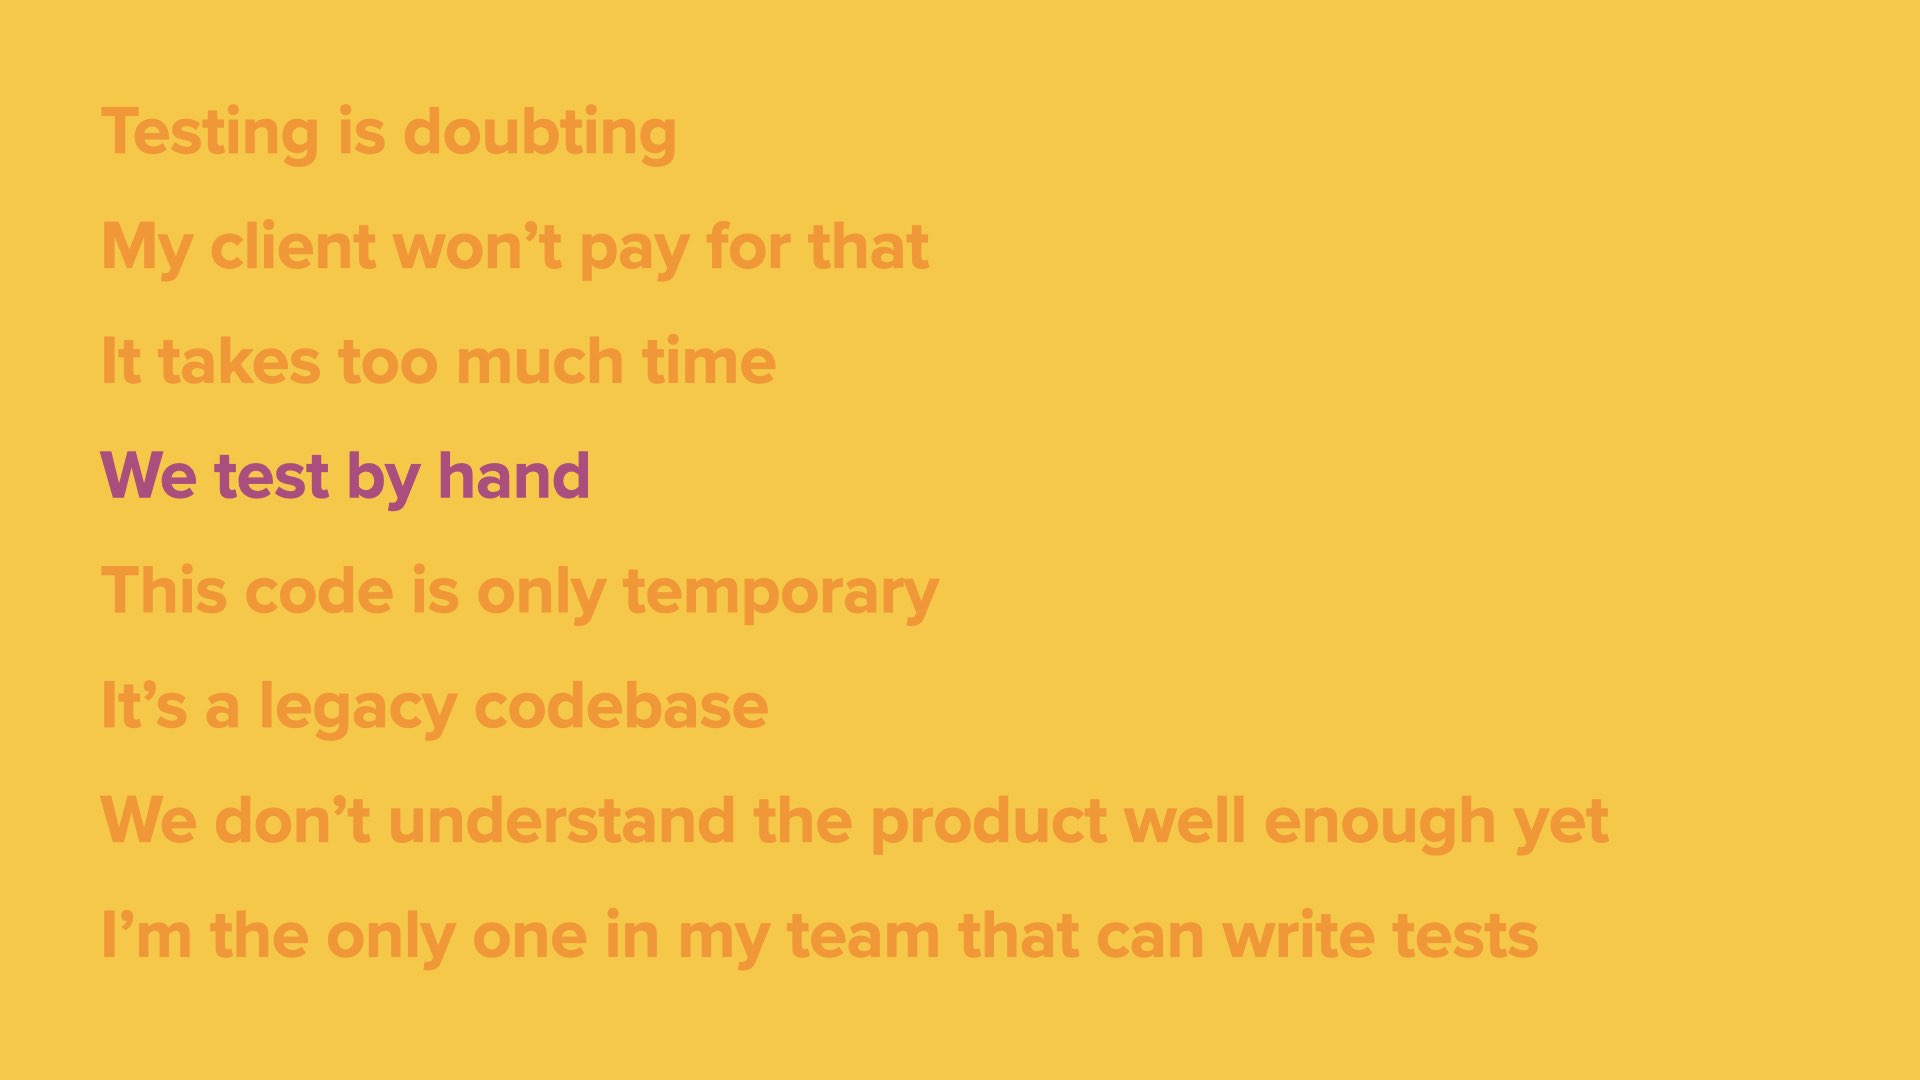 Testing is doubting
My client won’t pay for that
It takes too much time
We test by hand
This code is only temporary
It’s a legacy codebase
We don’t understand the product well enough yet
I’m the only one in my team that can write tests